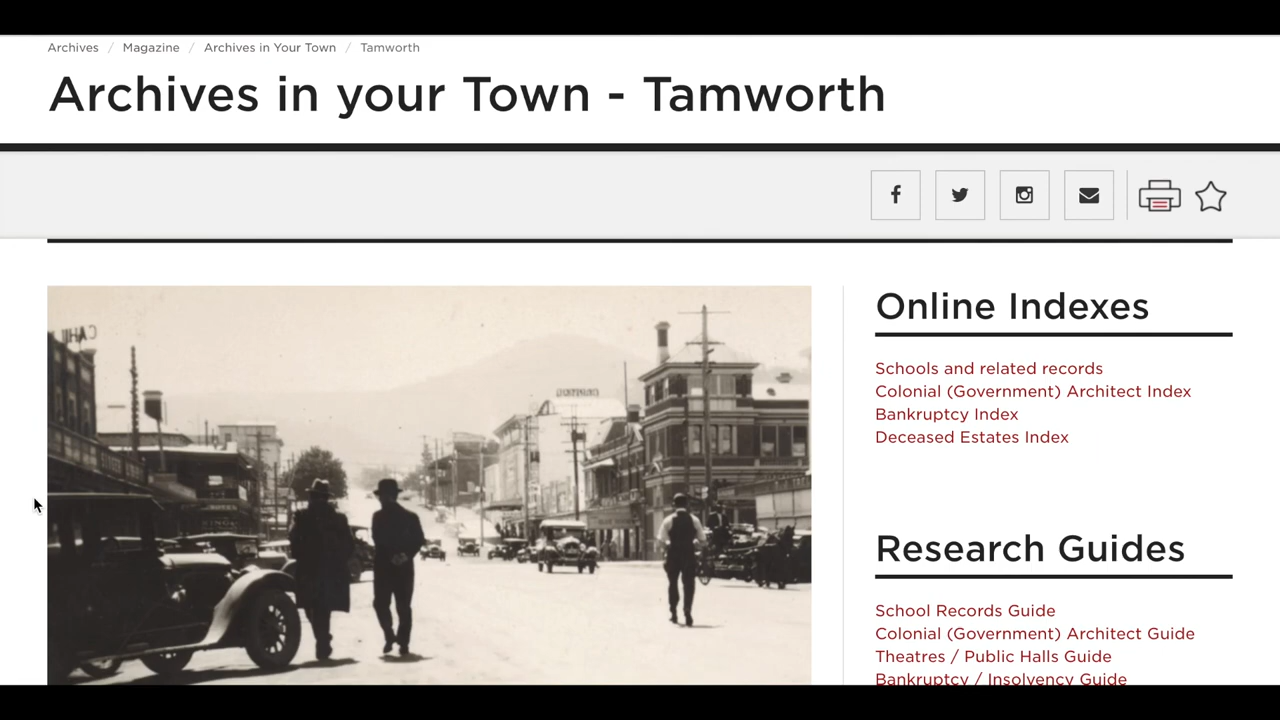 Archives / Magazine / Archives in Your Town / Tamworth
Archives in your Town - Tamworth
Online Indexes
Schools and related records
Colonial (Government) Architect Index
Bankruptcy Index
Deceased Estates Index
Research Guides
School Records Guide
Colonial (Government) Architect Guide
Theatres / Public Halls Guide
Bankruptcy / Insolvency Guide